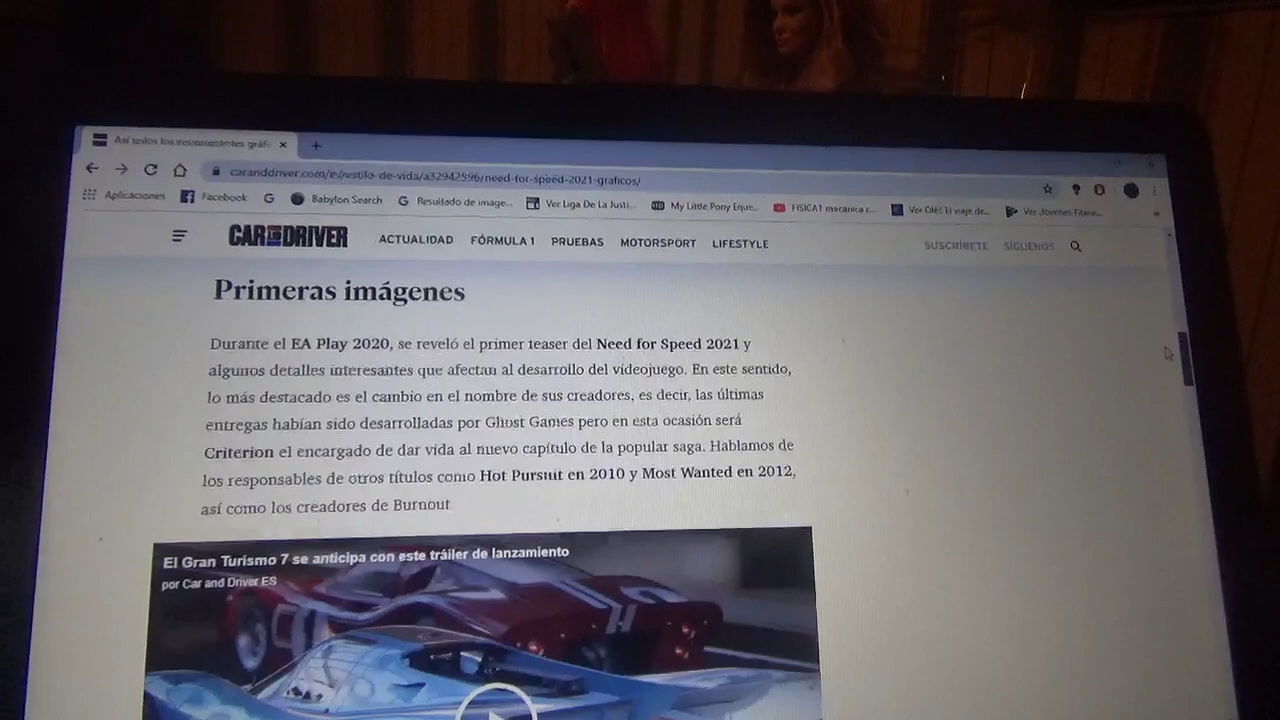 Así serán los impresionantes gráfi
caranddriver.com/es/estilo-de-vida/a32942596/need-for-speed-2021-graficos/
Aplicaciones Facebook Babylon Search Resultado de image... Ver Liga De La Justi... My Little Pony Eque... FISICA1 mecanica c... Ver Olé!! El viaje de... Ver Jóvenes Titane...
CAR AND DRIVER ACTUALIDAD FÓRMULA 1 PRUEBAS MOTORSPORT LIFESTYLE SUSCRÍBETE SÍGUENOS
Primeras imágenes
Durante el EA Play 2020, se reveló el primer teaser del Need for Speed 2021 y
algunos detalles interesantes que afectan al desarrollo del videojuego. En este sentido,
lo más destacado es el cambio en el nombre de sus creadores, es decir, las últimas
entregas habían sido desarrolladas por Ghost Games pero en esta ocasión será
Criterion el encargado de dar vida al nuevo capítulo de la popular saga. Hablamos de
los responsables de otros títulos como Hot Pursuit en 2010 y Most Wanted en 2012,
así como los creadores de Burnout
El Gran Turismo 7 se anticipa con este tráiler de lanzamiento
por Car and Driver ES